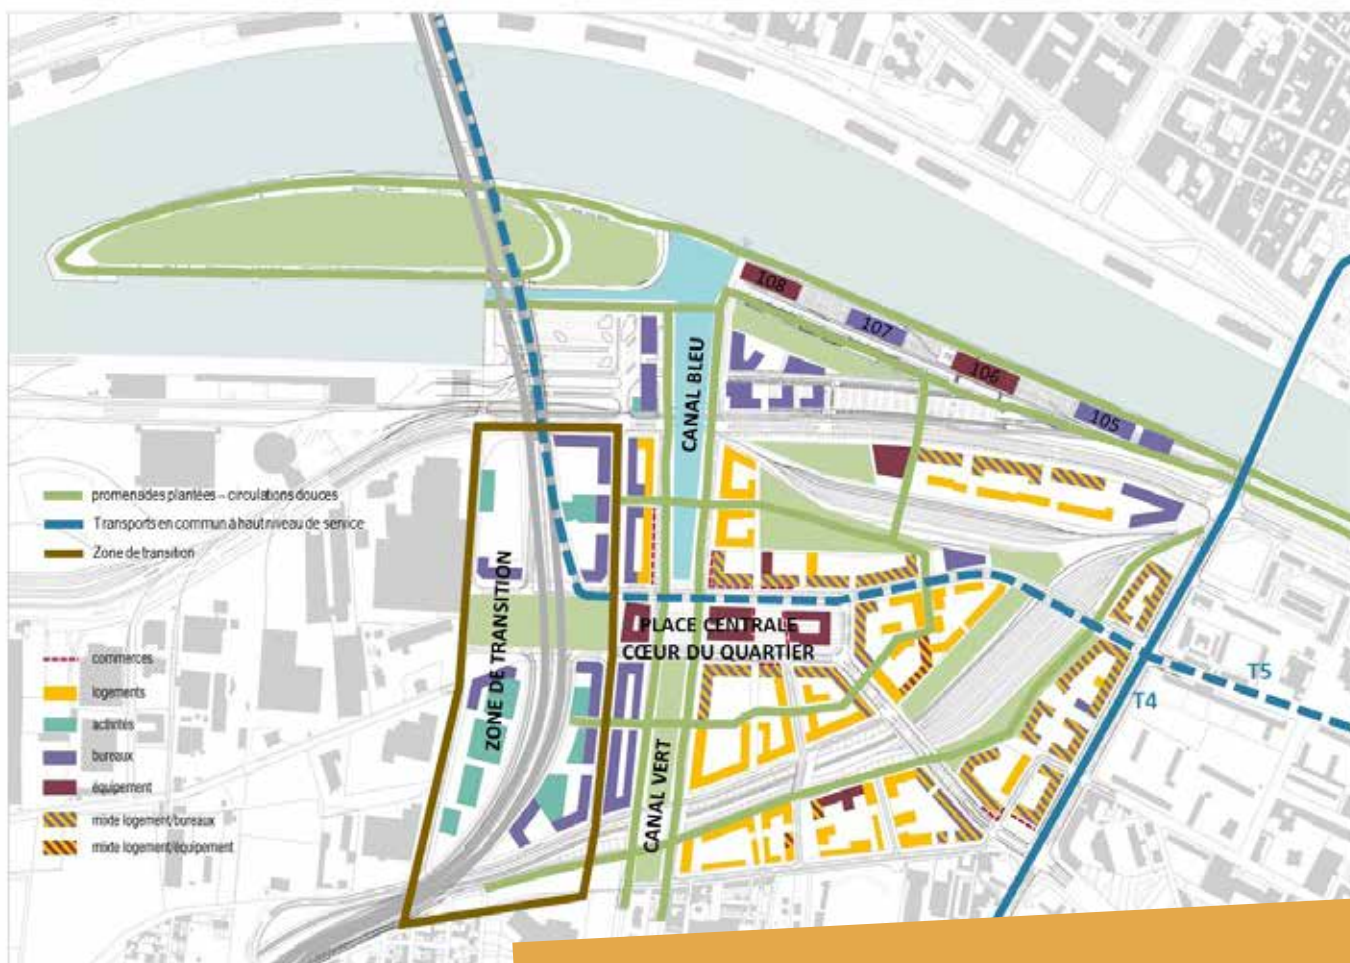 108
107
106
105
CANAL BLEU
promenades plantées – circulations douces
Transports en commun à haut niveau de service
Zone de transition
ZONE DE TRANSITION
PLACE CENTRALE
CŒUR DU QUARTIER
commerces
logements
activités
bureaux
équipement
mixte logement/bureaux
mixte logement/équipement
CANAL VERT
T5
T4